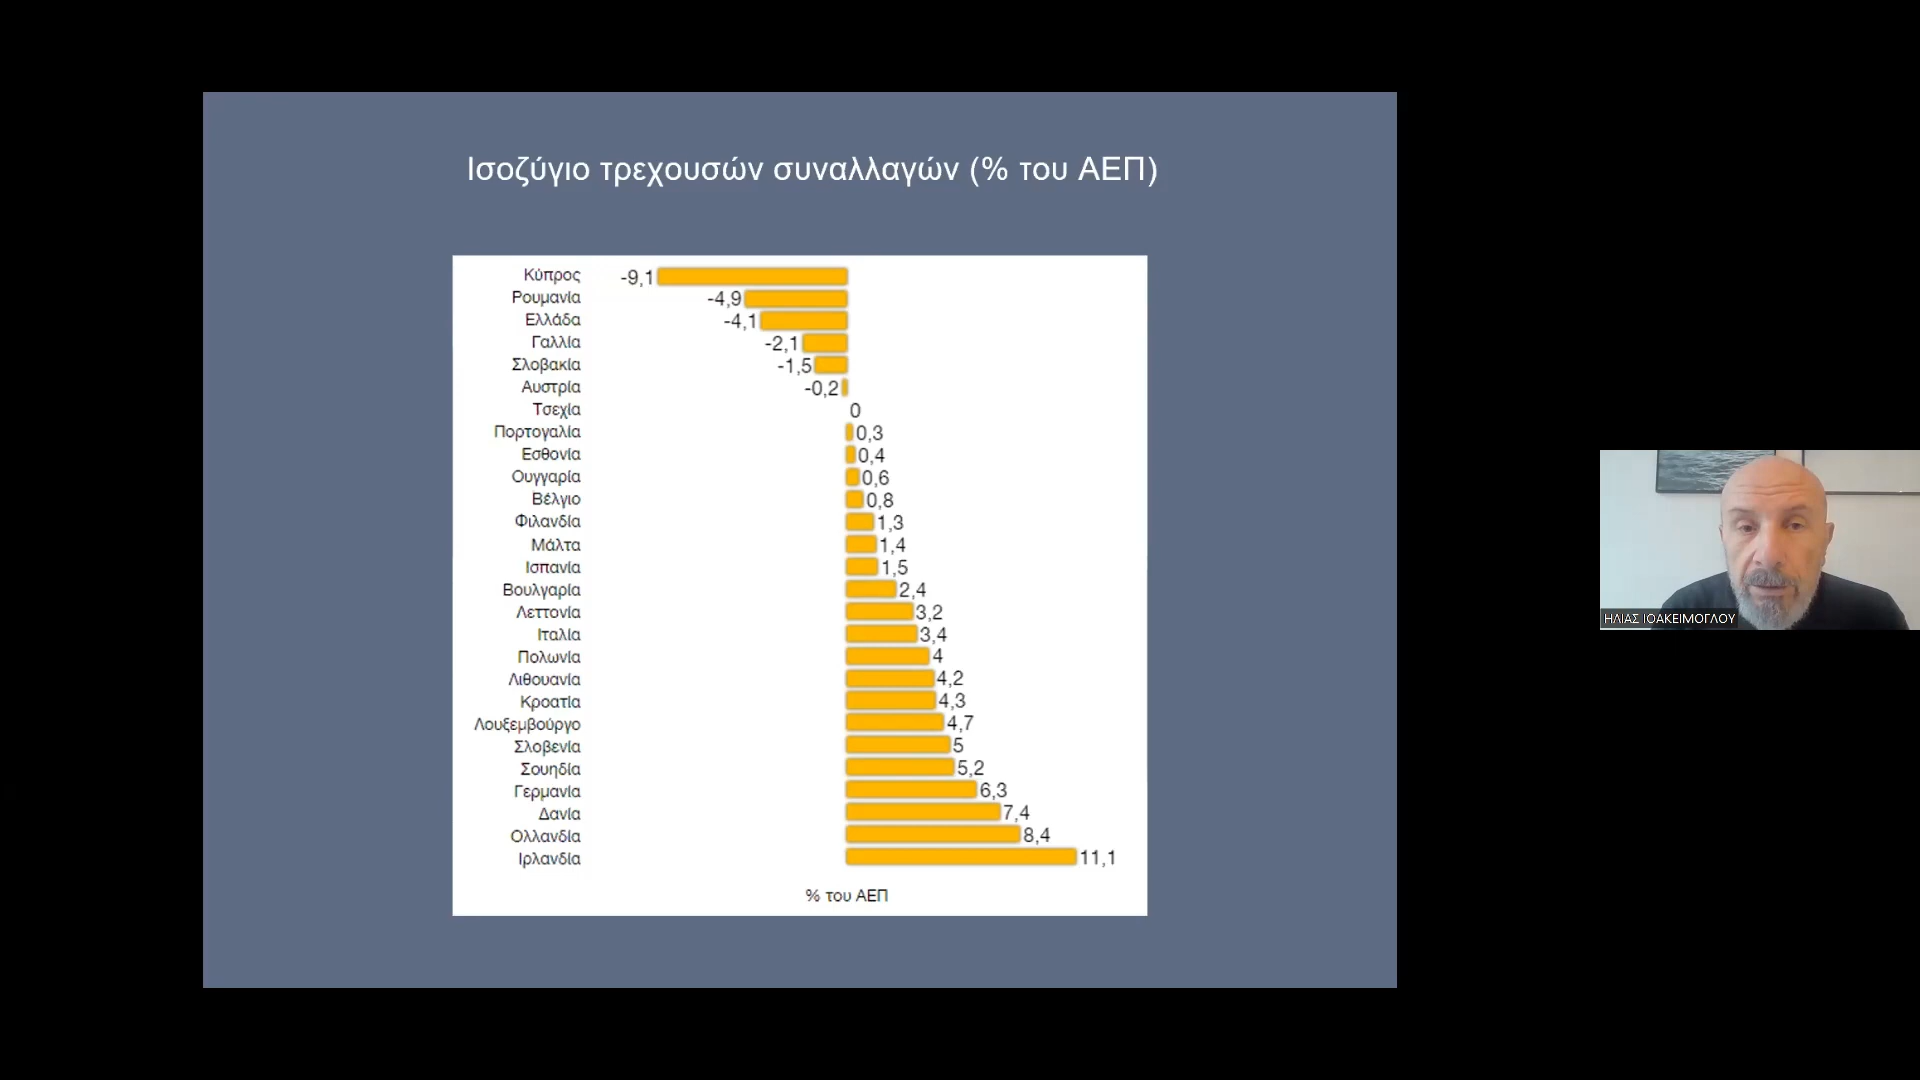 Ισοζύγιο τρεχουσών συναλλαγών (% του ΑΕΠ)
Κύπρος -9,1
Ρουμανία -4,9
Ελλάδα -4,1
Γαλλία -2,1
Σλοβακία -1,5
Αυστρία -0,2
Τσεχία 0
Πορτογαλία 0,3
Εσθονία 0,4
Ουγγαρία 0,6
Βέλγιο 0,8
Φιλανδία 1,3
Μάλτα 1,4
Ισπανία 1,5
Βουλγαρία 2,4
Λεττονία 3,2
Ιταλία 3,4
Πολωνία 4
Λιθουανία 4,2
Κροατία 4,3
Λουξεμβούργο 4,7
Σλοβενία 5
Σουηδία 5,2
Γερμανία 6,3
Δανία 7,4
Ολλανδία 8,4
Ιρλανδία 11,1
% του ΑΕΠ
ΗΛΙΑΣ ΙΟΑΚΕΙΜΟΓΛΟΥ